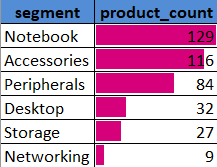 segment product_count
Notebook 129
Accessories 116
Peripherals 84
Desktop 32
Storage 27
Networking 9